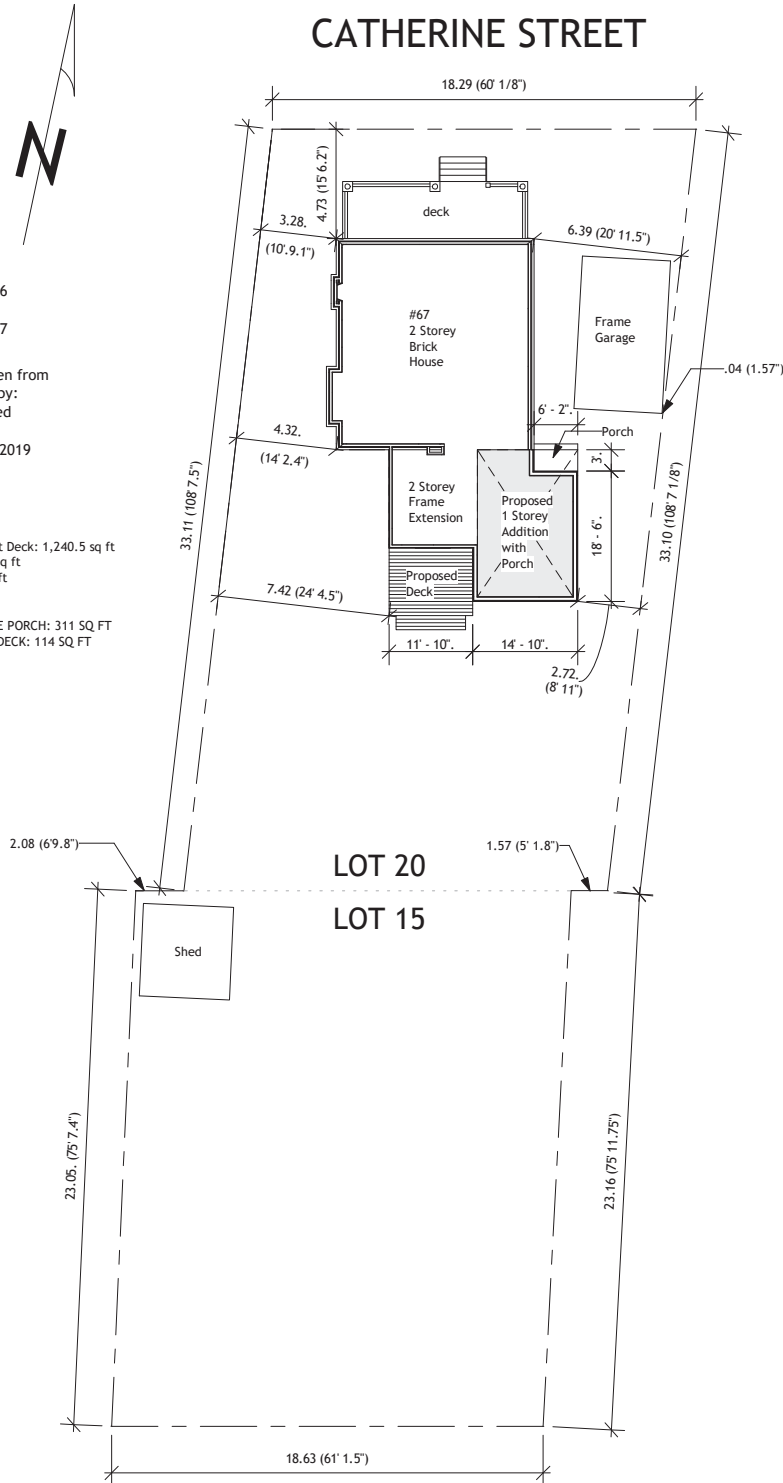 CATHERINE STREET
18.29 (60' 1/8")
N
4.73 (15' 6.2")
deck
3.28.
(10'.9.1")
6.39 (20' 11.5")
6
#67
2 Storey
Brick
House
Frame
Garage
7
.04 (1.57")
en from
by:
ed
6' - 2".
Porch
4.32.
(14' 2.4")
3'.
2019
33.11 (108' 7.5")
33.10 (108' 7 1/8")
2 Storey
Frame
Extension
Proposed
1 Storey
Addition
with
Porch
18' - 6".
t Deck: 1,240.5 sq ft
q ft
ft
Proposed
Deck
7.42 (24' 4.5")
E PORCH: 311 SQ FT
DECK: 114 SQ FT
11' - 10".
14' - 10".
2.72.
(8' 11")
2.08 (6'9.8")
1.57 (5' 1.8")
LOT 20
LOT 15
Shed
23.05. (75' 7.4")
23.16 (75' 11.75")
18.63 (61' 1.5")